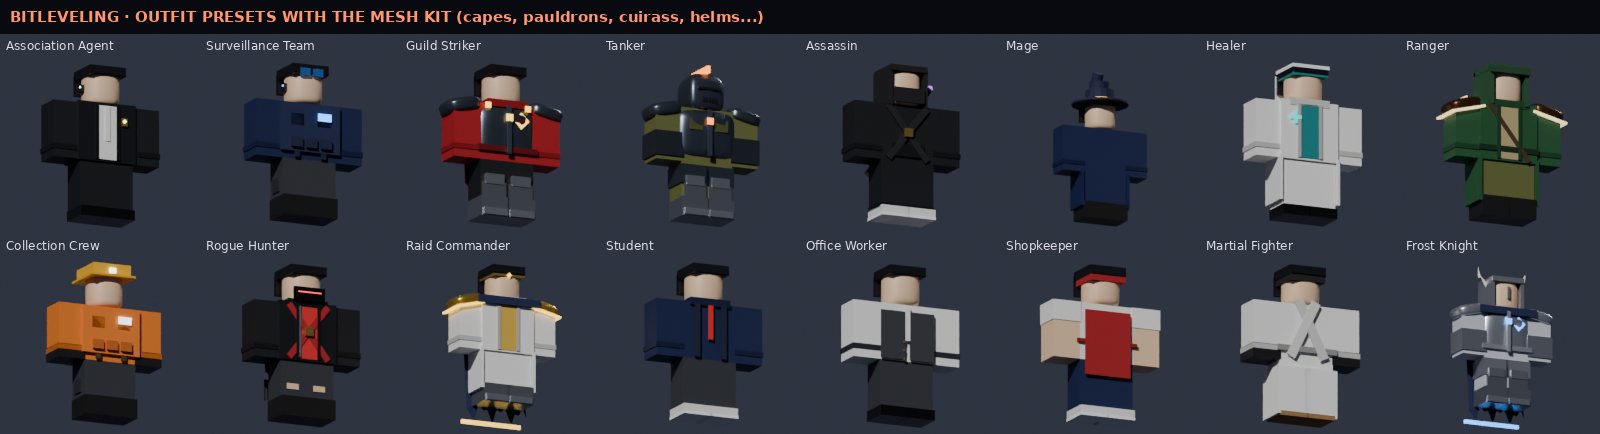 BITLEVELING · OUTFIT PRESETS WITH THE MESH KIT (capes, pauldrons, cuirass, helms...)
Association Agent
Surveillance Team
Guild Striker
Tanker
Assassin
Mage
Healer
Ranger
Collection Crew
Rogue Hunter
Raid Commander
Student
Office Worker
Shopkeeper
Martial Fighter
Frost Knight